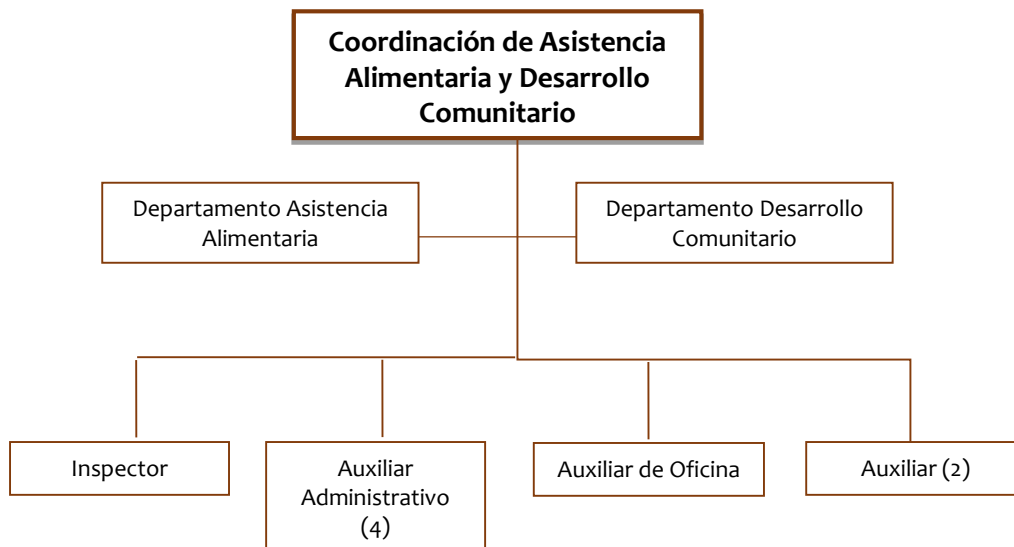 Coordinación de Asistencia
Alimentaria y Desarrollo
Comunitario
Departamento Asistencia
Alimentaria
Departamento Desarrollo
Comunitario
Inspector
Auxiliar
Administrativo
(4)
Auxiliar de Oficina
Auxiliar (2)